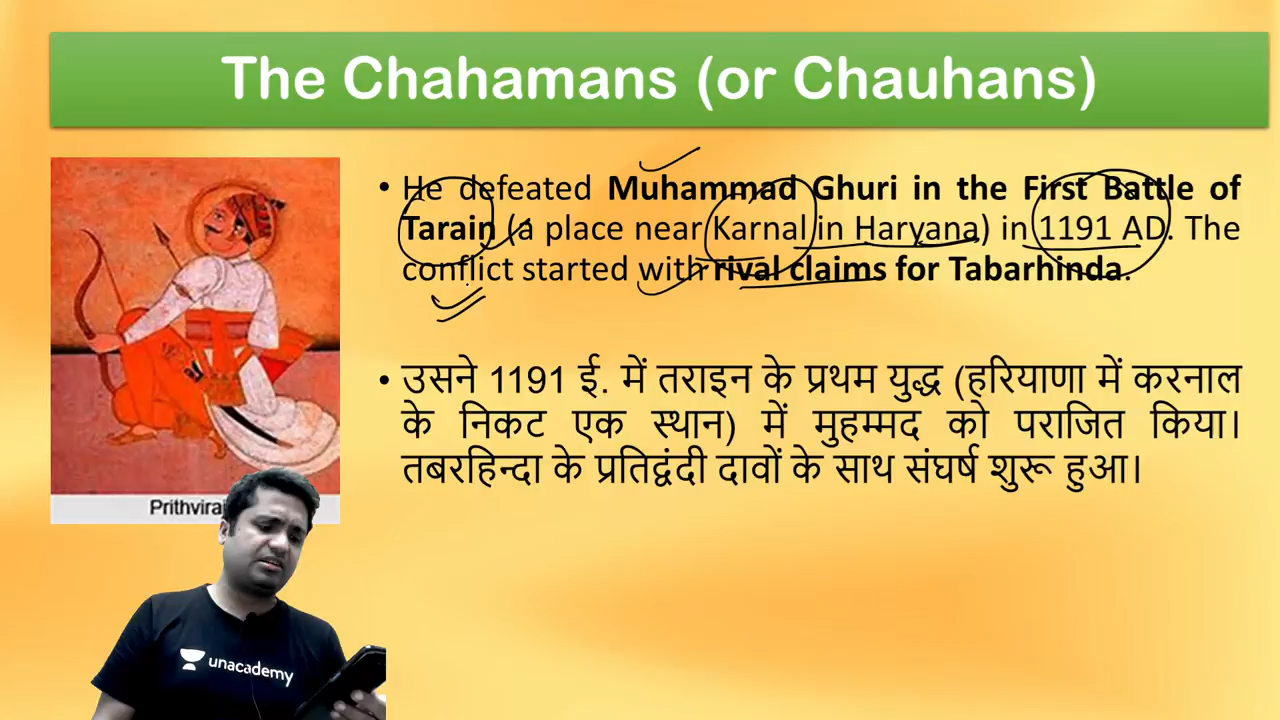 The Chahamans (or Chauhans)
• He defeated Muhammad Ghuri in the First Battle of
Tarain (a place near Karnal in Haryana) in 1191 AD. The
conflict started with rival claims for Tabarhinda.
• उसने 1191 ई. में तराइन के प्रथम युद्ध (हरियाणा में करनाल
के निकट एक स्थान) में मुहम्मद को पराजित किया।
तबरहिन्दा के प्रतिद्वंदी दावों के साथ संघर्ष शुरू हुआ।
Prithviraj
unacademy